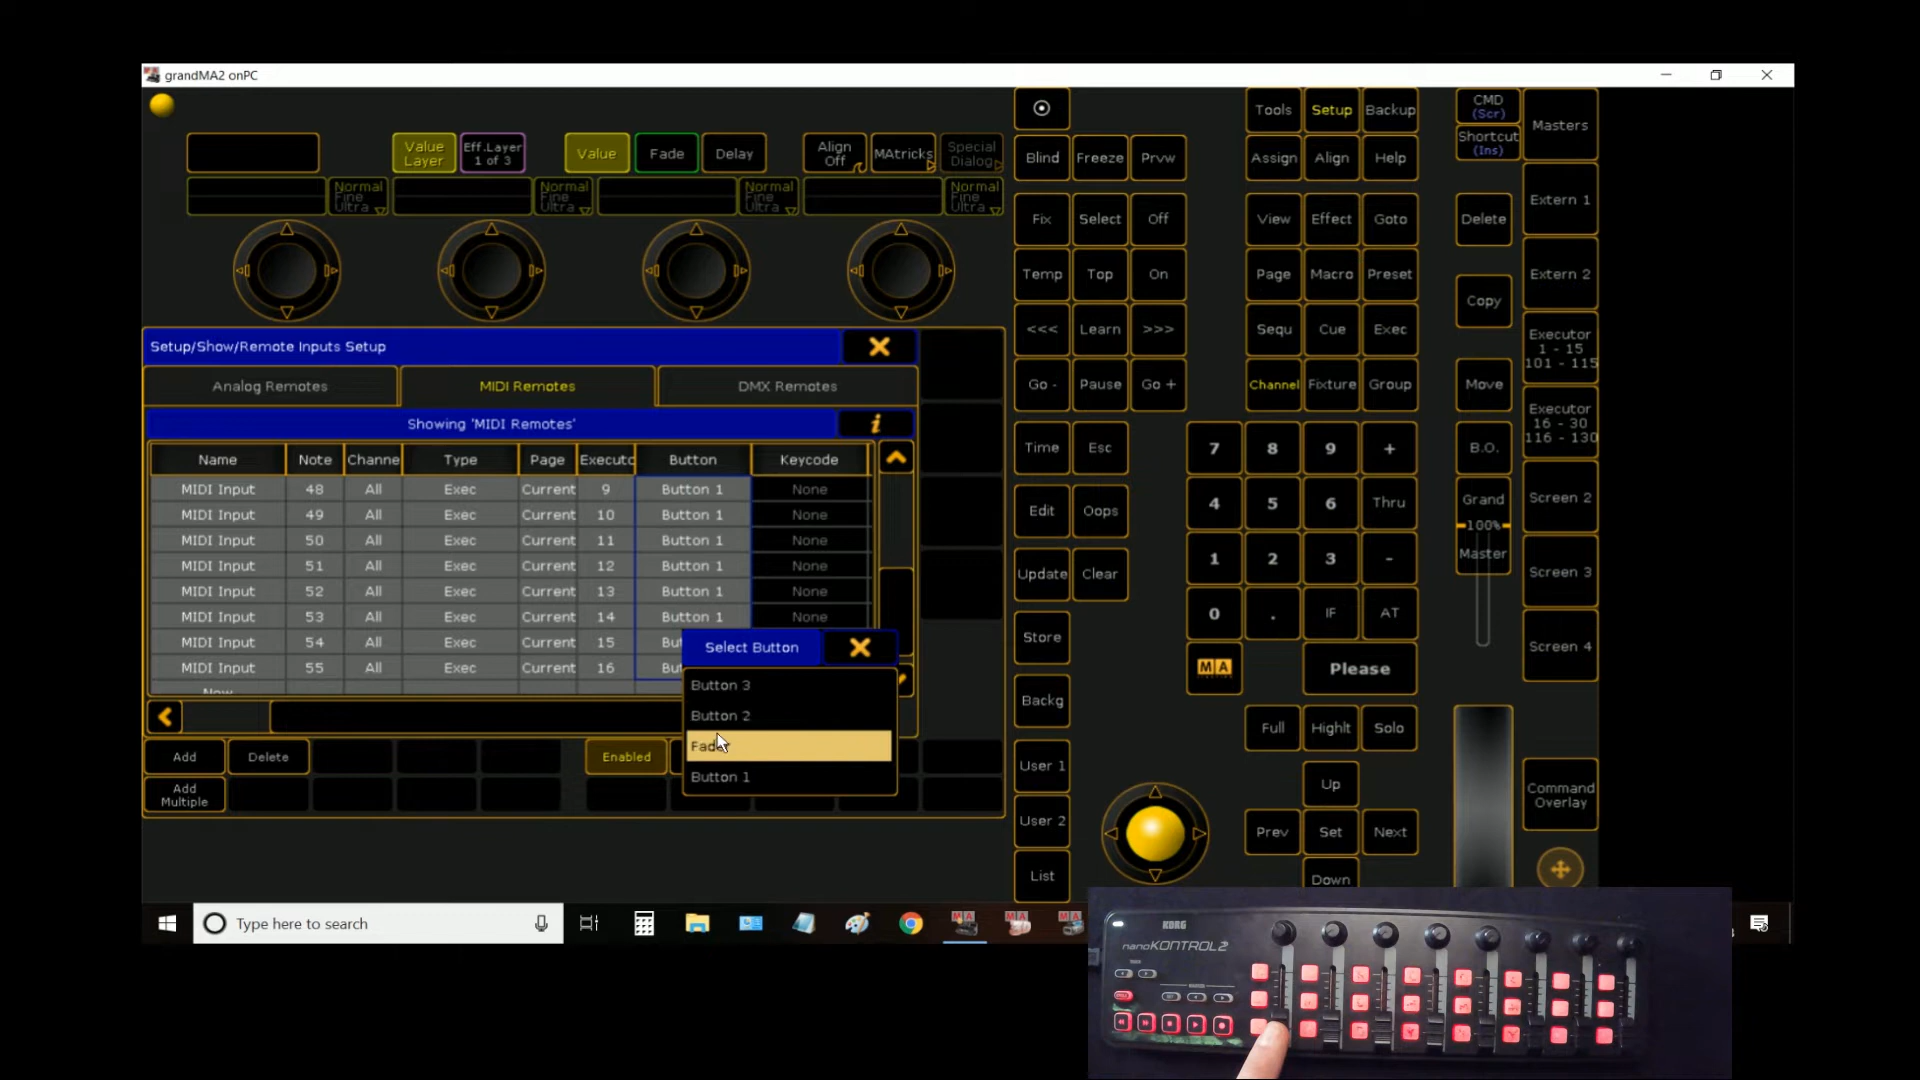 grandMA2 onPC
Value Layer
Eff.Layer 1 of 3
Value
Fade
Delay
Align Off
MAtricks
Special Dialog
Normal Fine Ultra
Normal Fine Ultra
Normal Fine Ultra
Normal Fine Ultra
Setup/Show/Remote Inputs Setup
Analog Remotes
MIDI Remotes
DMX Remotes
Showing 'MIDI Remotes'
Name Note Channe Type Page Executo Button Keycode
MIDI Input 48 All Exec Current 9 Button 1 None
MIDI Input 49 All Exec Current 10 Button 1 None
MIDI Input 50 All Exec Current 11 Button 1 None
MIDI Input 51 All Exec Current 12 Button 1 None
MIDI Input 52 All Exec Current 13 Button 1 None
MIDI Input 53 All Exec Current 14 Button 1 None
MIDI Input 54 All Exec Current 15 But
MIDI Input 55 All Exec Current 16 But
Select Button
Button 3
Button 2
Fader
Button 1
Add
Delete
Enabled
Add Multiple
Blind Freeze Prvw
Fix Select Off
Temp Top On
<<< Learn >>>
Go - Pause Go +
Time Esc
Edit Oops
Update Clear
Store
Backg
User 1
User 2
List
Tools Setup Backup
Assign Align Help
View Effect Goto
Page Macro Preset
Sequ Cue Exec
Channel Fixture Group
7 8 9 +
4 5 6 Thru
1 2 3 -
0 . IF AT
MA Please
Full Highlt Solo
Up
Prev Set Next
Down
CMD (Scr)
Shortcut (Ins)
Delete
Copy
Move
B.O.
Grand
100%
Master
Masters
Extern 1
Extern 2
Executor 1 - 15 101 - 115
Executor 16 - 30 116 - 130
Screen 2
Screen 3
Screen 4
Command Overlay
Type here to search
KORG
nanoKONTROL2